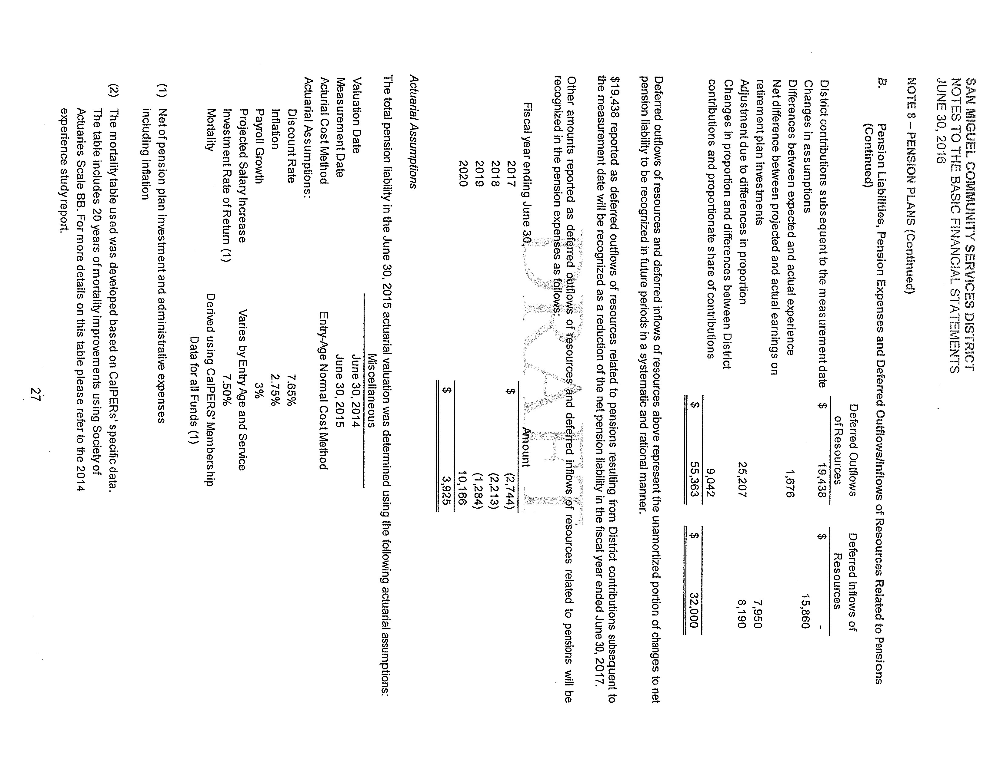 SAN MIGUEL COMMUNITY SERVICES DISTRICT
NOTES TO THE BASIC FINANCIAL STATEMENTS
JUNE 30, 2016
NOTE 8 – PENSION PLANS (Continued)
B. Pension Liabilities, Pension Expenses and Deferred Outflows/Inflows of Resources Related to Pensions
(Continued)
Deferred Outflows Deferred Inflows of
of Resources Resources
District contributions subsequent to the measurement date $ 19,438 $ -
Changes in assumptions 15,860
Differences between expected and actual experience 1,676
Net difference between projected and actual earnings on
retirement plan investments 7,950
Adjustment due to differences in proportion 25,207 8,190
Changes in proportion and differences between District
contributions and proportionate share of contributions 9,042
$ 55,363 $ 32,000
Deferred outflows of resources and deferred inflows of resources above represent the unamortized portion of changes to net
pension liability to be recognized in future periods in a systematic and rational manner.
$19,438 reported as deferred outflows of resources related to pensions resulting from District contributions subsequent to
the measurement date will be recognized as a reduction of the net pension liability in the fiscal year ended June 30, 2017.
Other amounts reported as deferred outflows of resources and deferred inflows of resources related to pensions will be
recognized in the pension expenses as follows:
DRAFT
Fiscal year ending June 30, Amount
2017 $ (2,744)
2018 (2,213)
2019 (1,284)
2020 10,166
$ 3,925
Actuarial Assumptions
The total pension liability in the June 30, 2015 actuarial valuation was determined using the following actuarial assumptions:
Miscellaneous
Valuation Date June 30, 2014
Measurement Date June 30, 2015
Acturial Cost Method Entry-Age Normal Cost Method
Actuarial Assumptions:
Discount Rate 7.65%
Inflation 2.75%
Payroll Growth 3%
Projected Salary Increase Varies by Entry Age and Service
Investment Rate of Return (1) 7.50%
Mortality Derived using CalPERS' Membership
Data for all Funds (1)
(1) Net of pension plan investment and administrative expenses
including inflation
(2) The mortality table used was developed based on CalPERs' specific data.
The table includes 20 years of mortality improvements using Society of
Actuaries Scale BB. For more details on this table please refer to the 2014
experience study report.
27